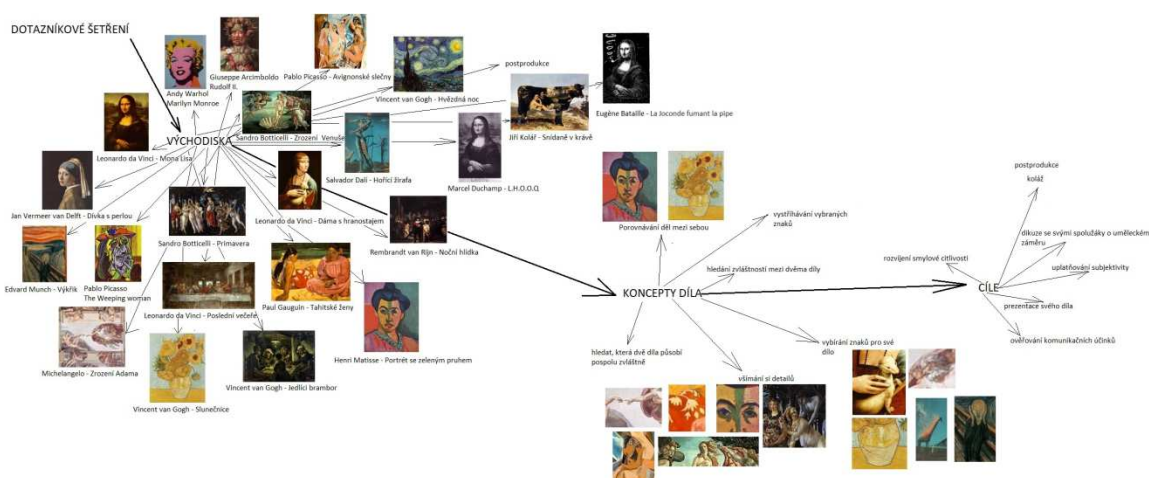 DOTAZNÍKOVÉ ŠETŘENÍ
Andy Warhol
Marilyn Monroe
Giuseppe Arcimboldo
Rudolf II.
Pablo Picasso - Avignonské slečny
Vincent van Gogh - Hvězdná noc
postprodukce
Jiří Kolář - Snídaně v krávě
Eugène Bataille - La Joconde fumant la pipe
VÝCHODISKA
Sandro Botticelli - Zrození Venuše
Leonardo da Vinci - Mona Lisa
Salvador Dalí - Hořící žirafa
Marcel Duchamp - L.H.O.O.Q
Jan Vermeer van Delft - Dívka s perlou
Sandro Botticelli - Primavera
Leonardo da Vinci - Dáma s hranostajem
Rembrandt van Rijn - Noční hlídka
Edvard Munch - Výkřik
Pablo Picasso
The Weeping woman
Leonardo da Vinci - Poslední večeře
Paul Gauguin - Tahitské ženy
Henri Matisse - Portrét se zeleným pruhem
Michelangelo - Zrození Adama
Vincent van Gogh - Slunečnice
Vincent van Gogh - Jedlíci brambor
Porovnávání děl mezi sebou
vystřihávání vybraných
znaků
hledání zvláštností mezi dvěma díly
KONCEPTY DÍLA
hledat, která dvě díla působí
pospolu zvláštně
všímání si detailů
vybírání znaků pro své
dílo
postprodukce
koláž
dikuze se svými spolužáky o uměleckém
záměru
rozvíjení smylové citlivosti
uplatňování subjektivity
CÍLE
prezentace svého díla
ověřování komunikačních účinků